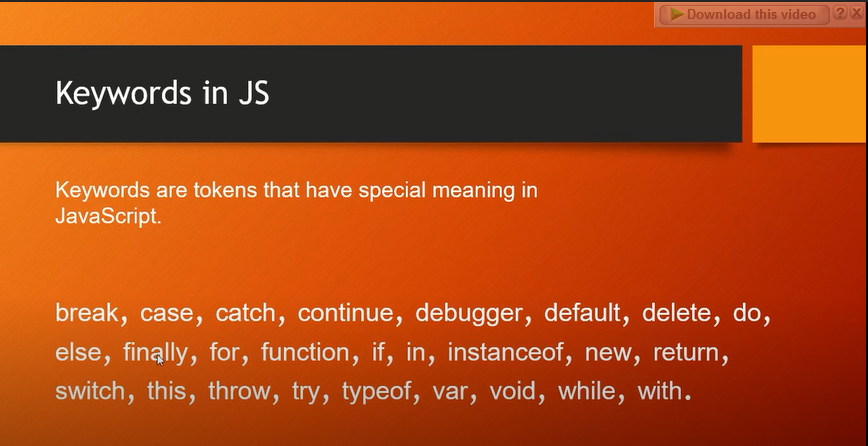 Download this video ? X
Keywords in JS
Keywords are tokens that have special meaning in
JavaScript.
break, case, catch, continue, debugger, default, delete, do,
else, finally, for, function, if, in, instanceof, new, return,
switch, this, throw, try, typeof, var, void, while, with.